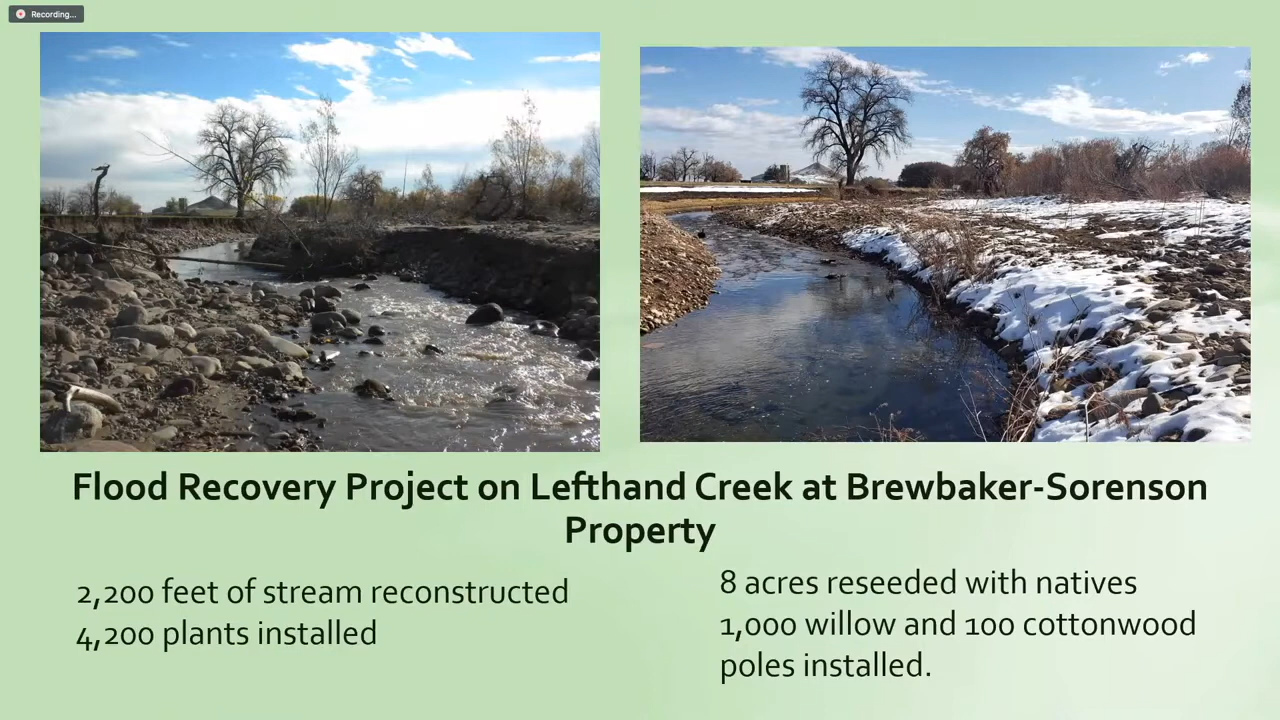 Recording...
Flood Recovery Project on Lefthand Creek at Brewbaker-Sorenson
Property
2,200 feet of stream reconstructed
4,200 plants installed
8 acres reseeded with natives
1,000 willow and 100 cottonwood
poles installed.